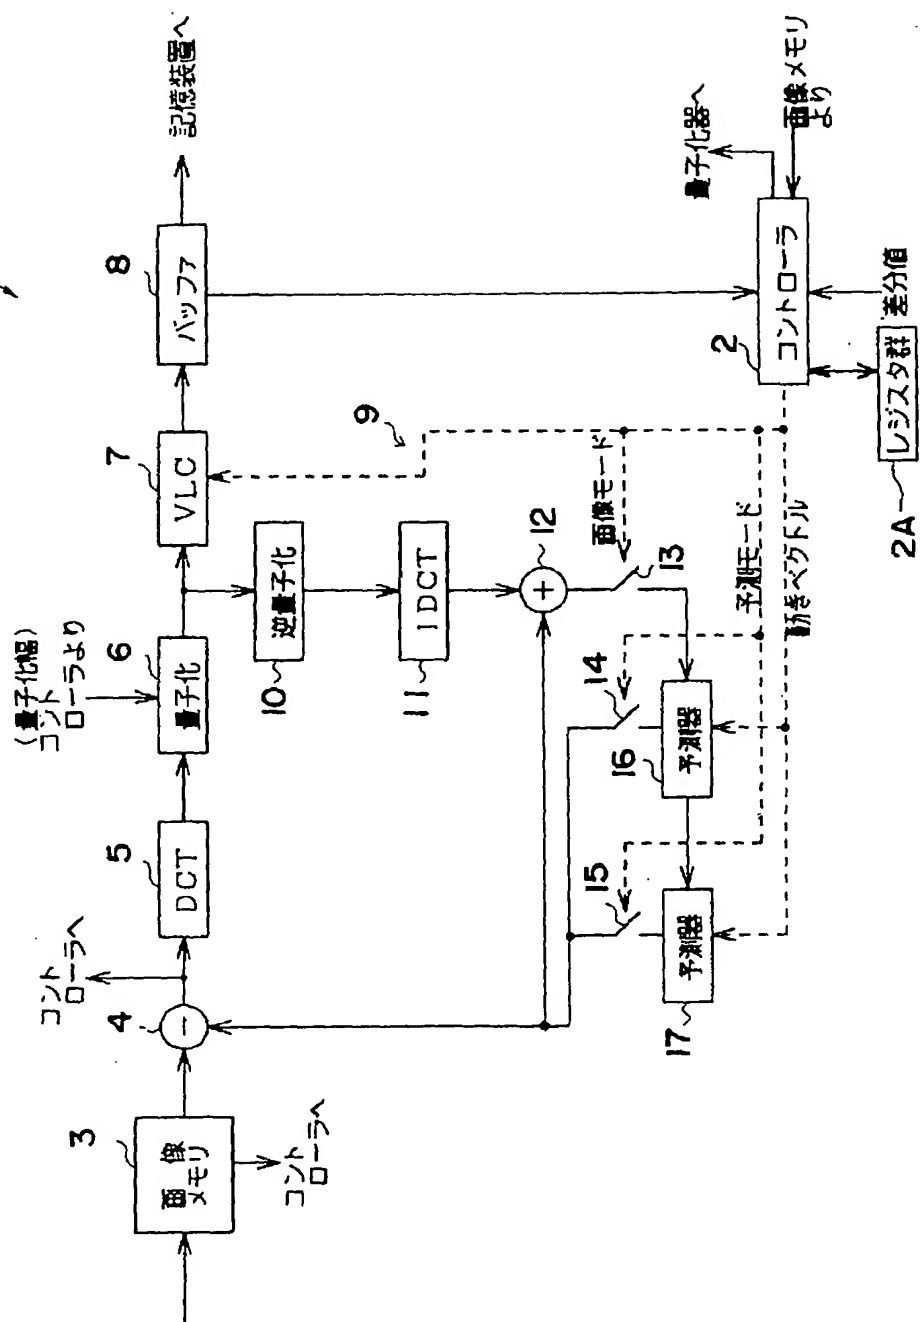 3
画像
メモリ
コント
ローラへ
4
コント
ローラへ
5
DCT
(量子化幅)
コント
ローラより
6
量子化
7
VLC
8
バッファ
記憶装置へ
9
逆量子化
10
IDCT
11
12
画像モード
13
14
15
予測器
16
予測器
17
予測モード
動きベクトル
2
コントローラ
量子化器へ
画像メモリ
より
差分値
レジスタ群
2A